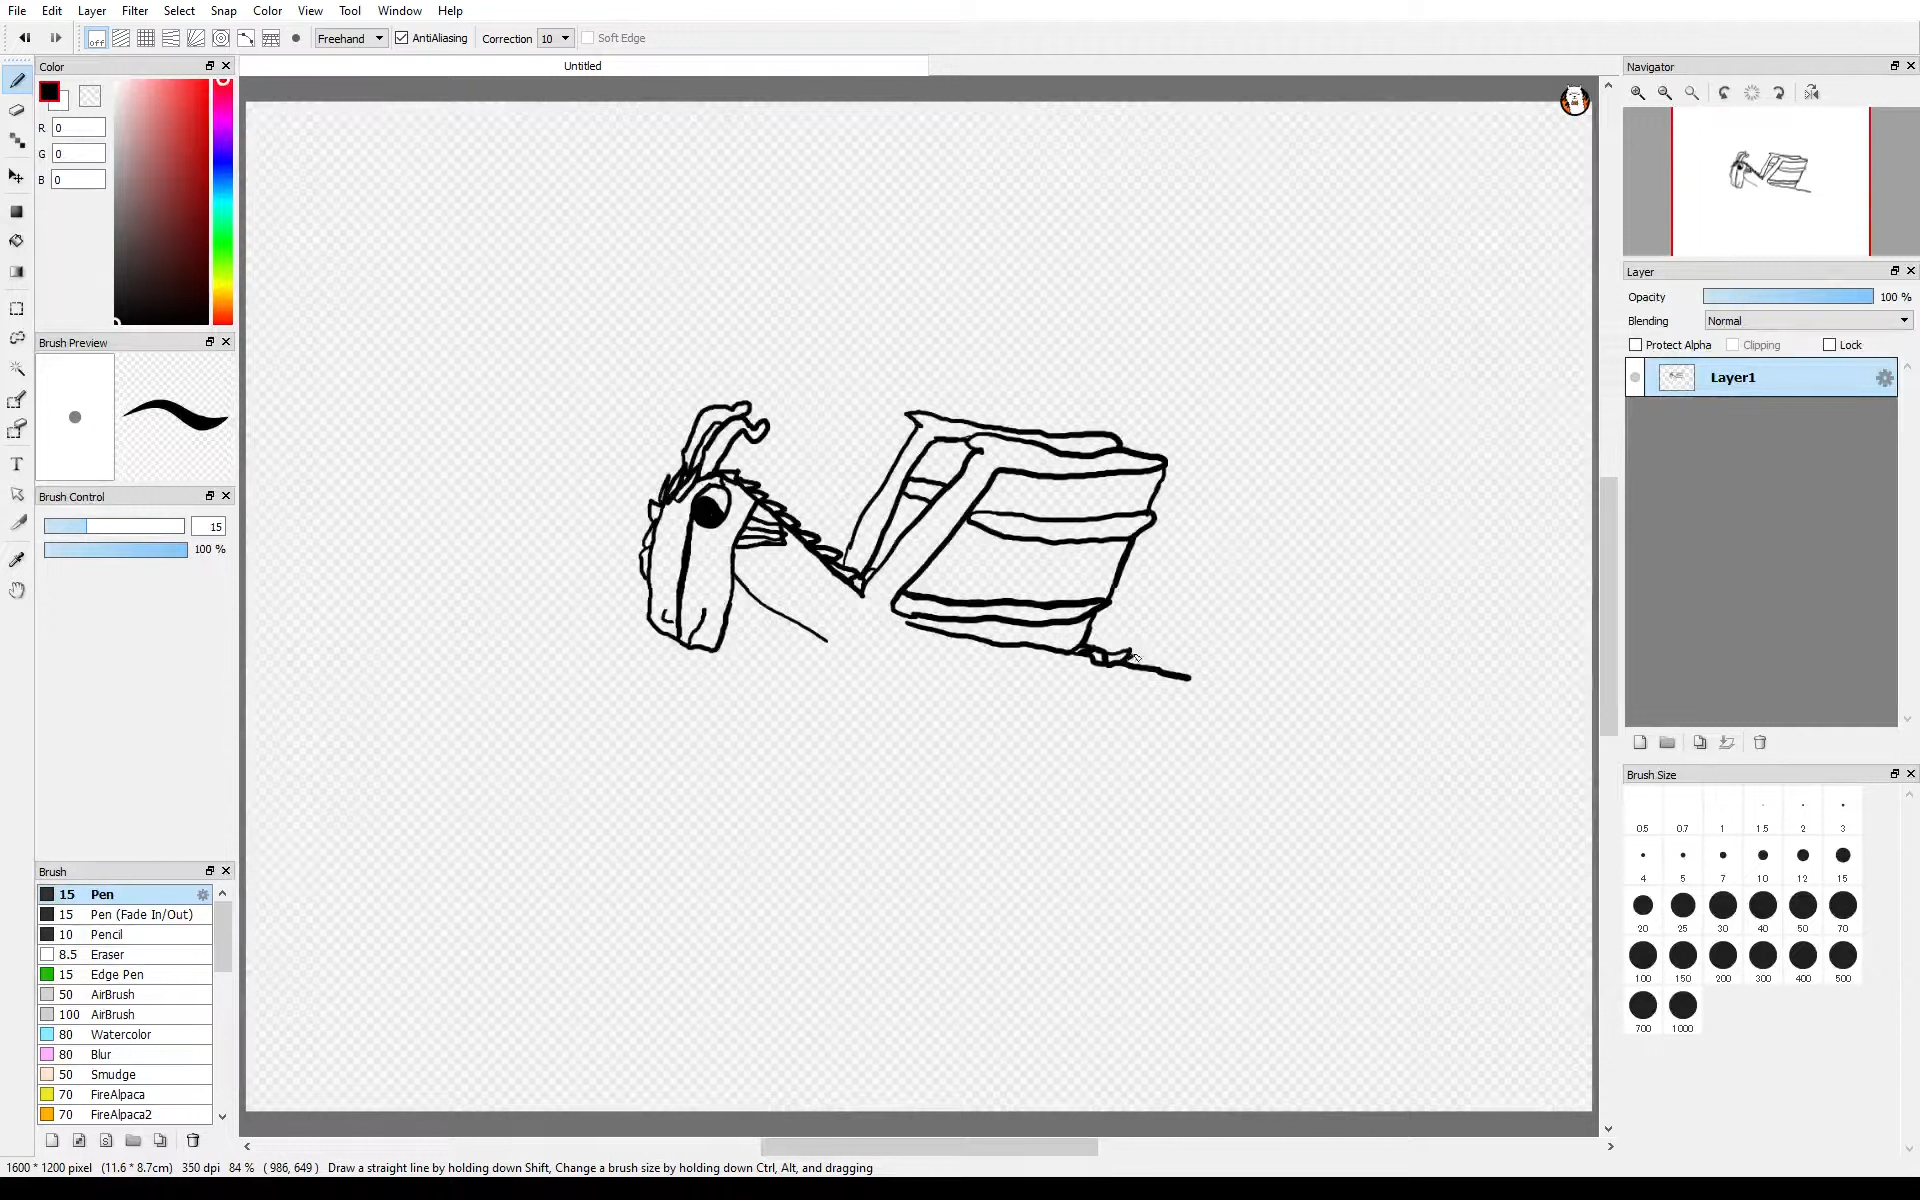 File Edit Layer Filter Select Snap Color View Tool Window Help
off Freehand AntiAliasing Correction 10 Soft Edge
Color
Untitled
Navigator
R 0
G 0
B 0
Layer
Opacity 100 %
Blending Normal
Protect Alpha Clipping Lock
Layer1
Brush Preview
Brush Control
15
100 %
T
Brush Size
0.5 0.7 1 1.5 2 3
4 5 7 10 12 15
20 25 30 40 50 70
100 150 200 300 400 500
700 1000
Brush
15 Pen
15 Pen (Fade In/Out)
10 Pencil
8.5 Eraser
15 Edge Pen
50 AirBrush
100 AirBrush
80 Watercolor
80 Blur
50 Smudge
70 FireAlpaca
70 FireAlpaca2
1600 * 1200 pixel (11.6 * 8.7cm) 350 dpi 84 % ( 986, 649 ) Draw a straight line by holding down Shift, Change a brush size by holding down Ctrl, Alt, and dragging